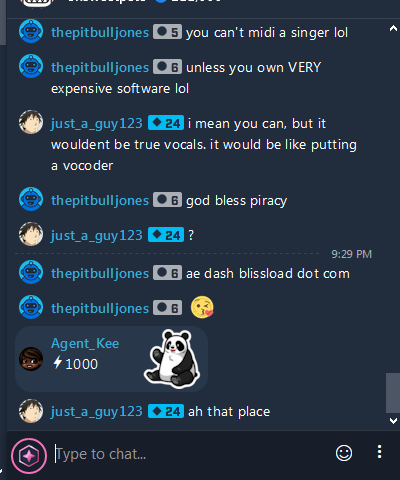 thepitbulljones 5 you can't midi a singer lol
thepitbulljones 6 unless you own VERY
expensive software lol
just_a_guy123 24 i mean you can, but it
wouldent be true vocals. it would be like putting
a vocoder
thepitbulljones 6 god bless piracy
just_a_guy123 24 ?
9:29 PM
thepitbulljones 6 ae dash blissload dot com
thepitbulljones 6
Agent_Kee
1000
just_a_guy123 24 ah that place
Type to chat...